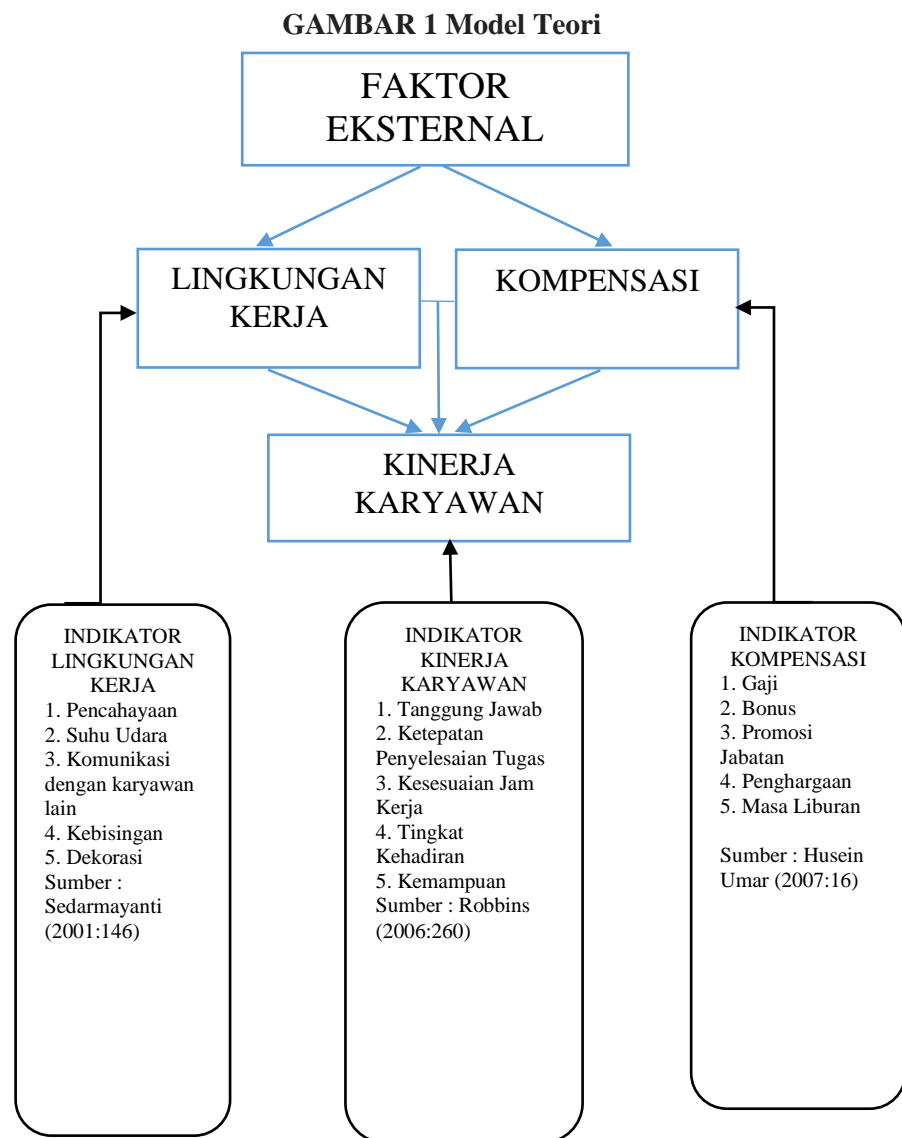 GAMBAR 1 Model Teori
FAKTOR
EKSTERNAL
LINGKUNGAN
KERJA
KOMPENSASI
KINERJA
KARYAWAN
INDIKATOR
LINGKUNGAN
KERJA
1. Pencahayaan
2. Suhu Udara
3. Komunikasi
dengan karyawan
lain
4. Kebisingan
5. Dekorasi
Sumber :
Sedarmayanti
(2001:146)
INDIKATOR
KINERJA
KARYAWAN
1. Tanggung Jawab
2. Ketepatan
Penyelesaian Tugas
3. Kesesuaian Jam
Kerja
4. Tingkat
Kehadiran
5. Kemampuan
Sumber : Robbins
(2006:260)
INDIKATOR
KOMPENSASI
1. Gaji
2. Bonus
3. Promosi
Jabatan
4. Penghargaan
5. Masa Liburan
Sumber : Husein
Umar (2007:16)